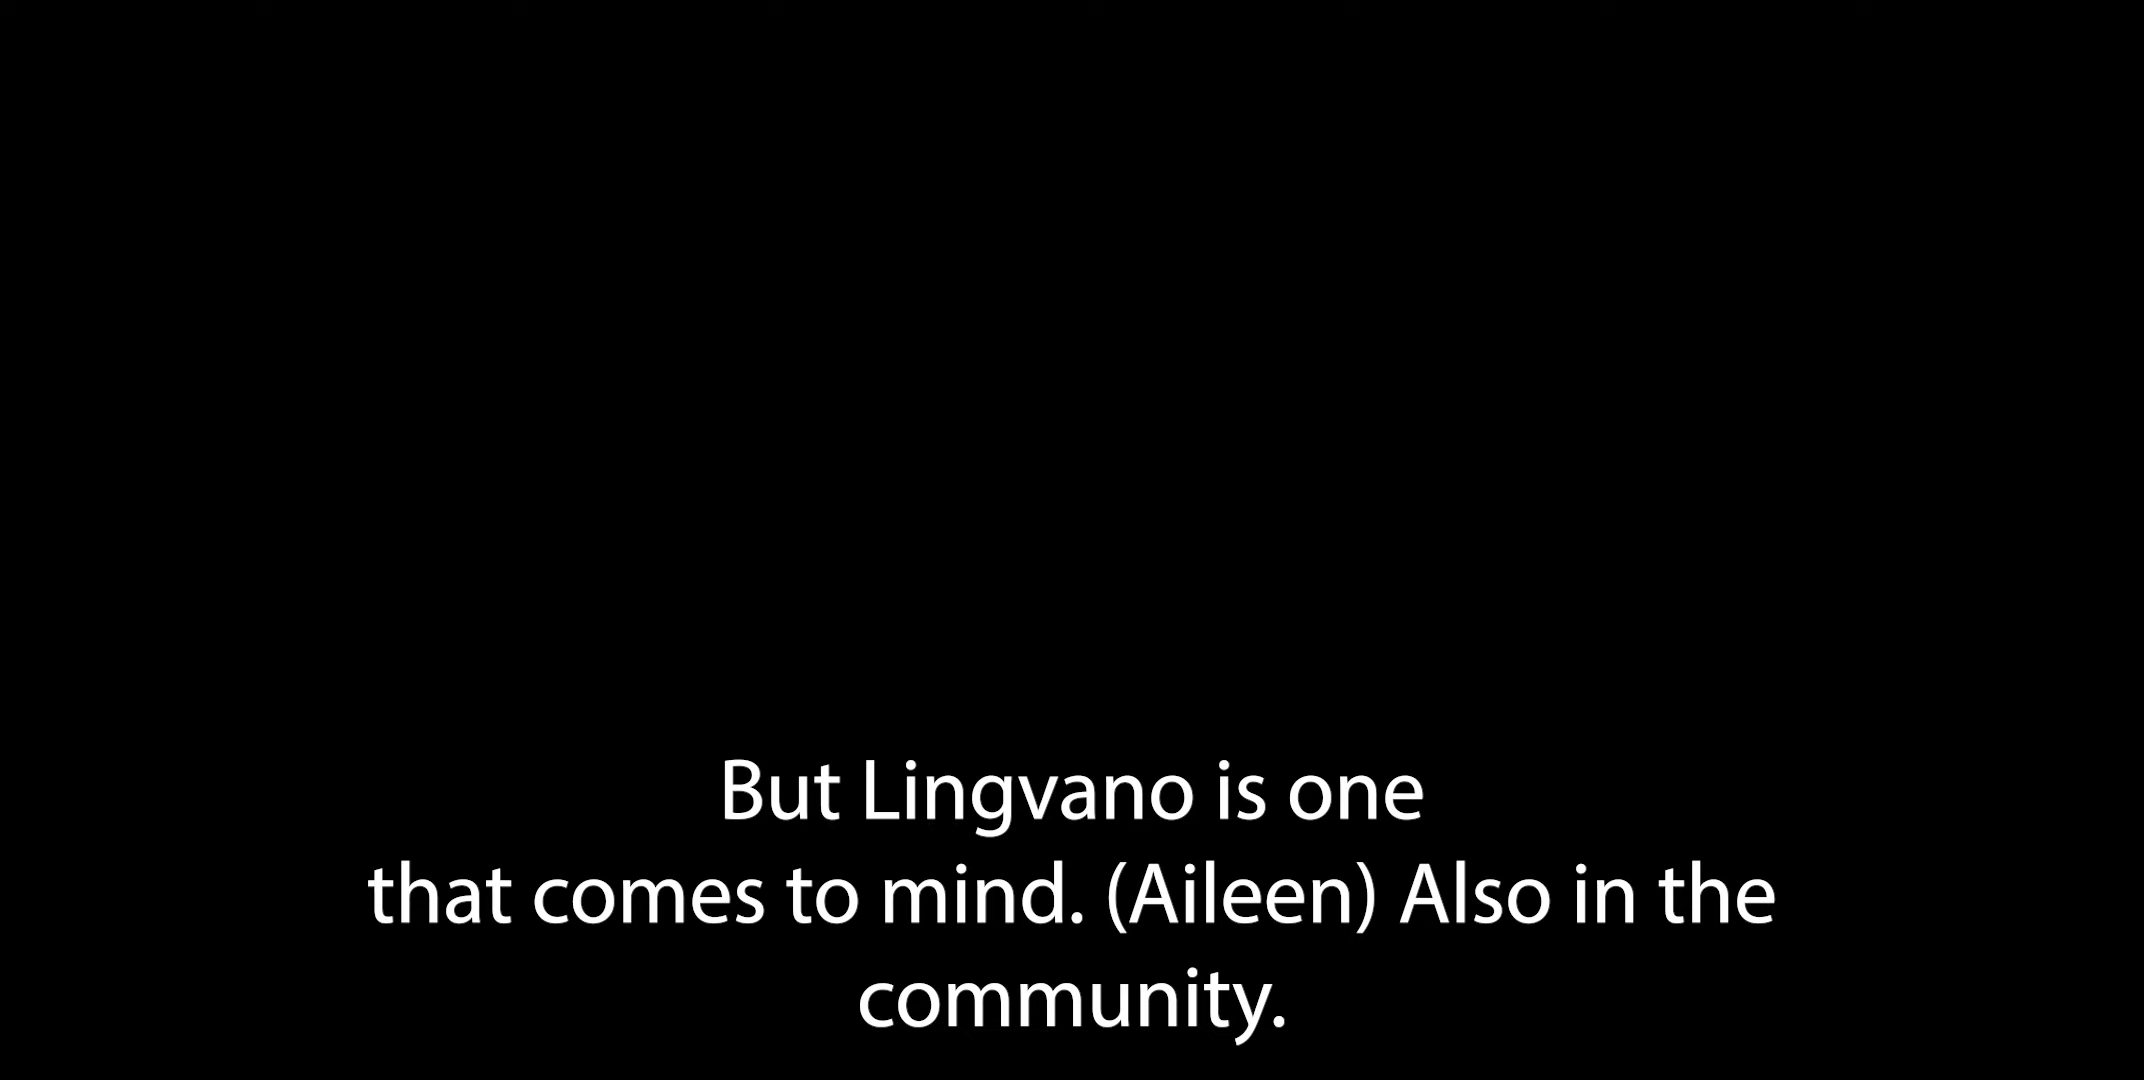 But Lingvano is one
that comes to mind. (Aileen) Also in the
community.